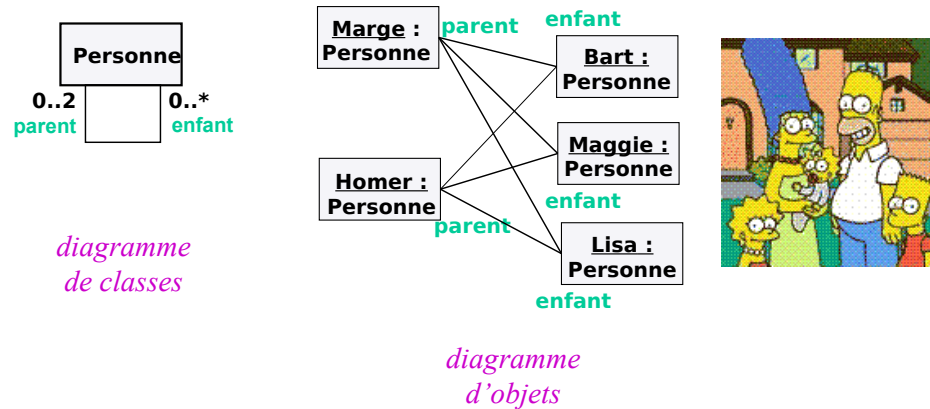 Personne
0..2
0..*
parent
enfant
diagramme
de classes
Marge :
Personne
parent
enfant
Bart :
Personne
Maggie :
Personne
Homer :
Personne
enfant
parent
Lisa :
Personne
enfant
diagramme
d’objets